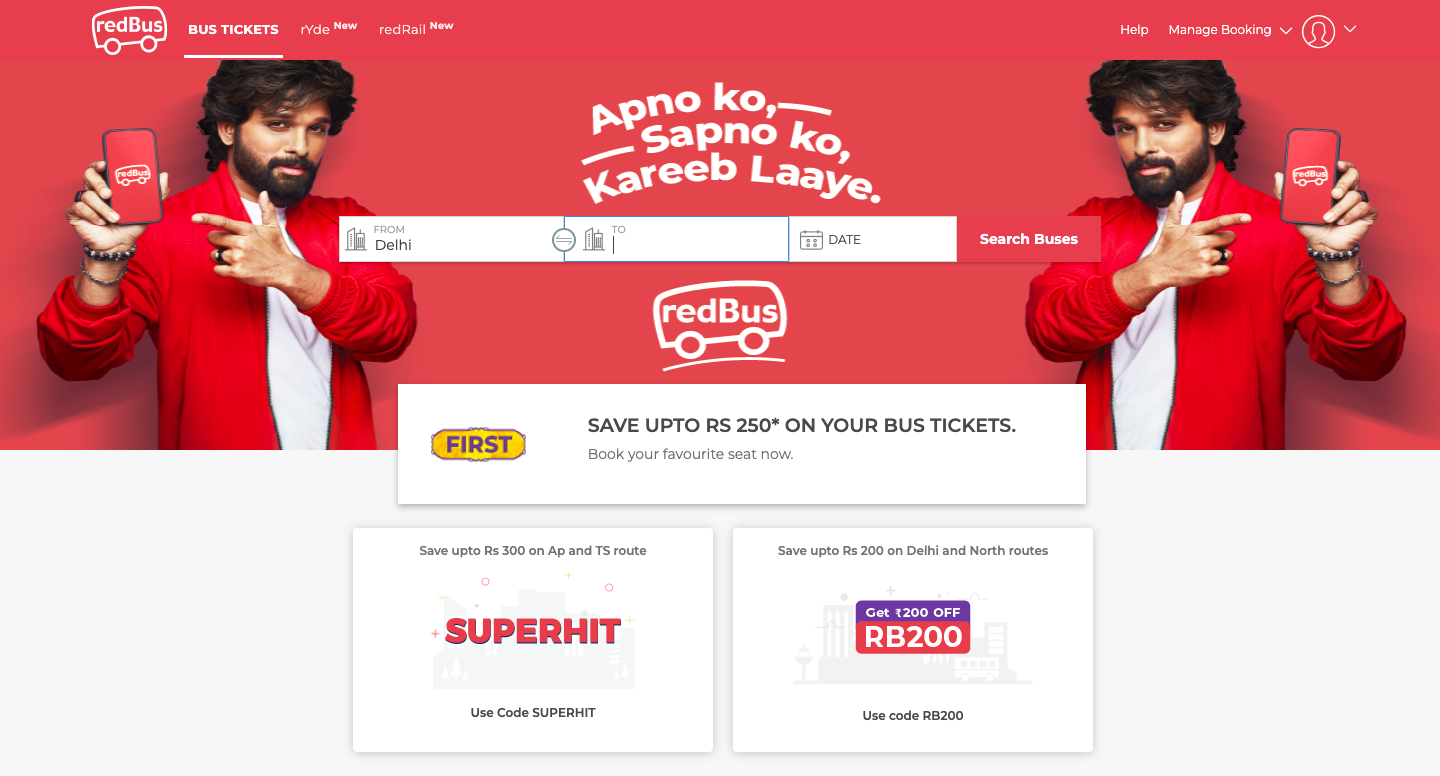 redBus
BUS TICKETS
rYde New
redRail New
Help
Manage Booking
Apno ko,
Sapno ko,
Kareeb Laaye.
redBus
redBus
FROM
Delhi
TO
DATE
Search Buses
redBus
FIRST
SAVE UPTO RS 250* ON YOUR BUS TICKETS.
Book your favourite seat now.
Save upto Rs 300 on Ap and TS route
SUPERHIT
Use Code SUPERHIT
Save upto Rs 200 on Delhi and North routes
Get ₹200 OFF
RB200
Use code RB200